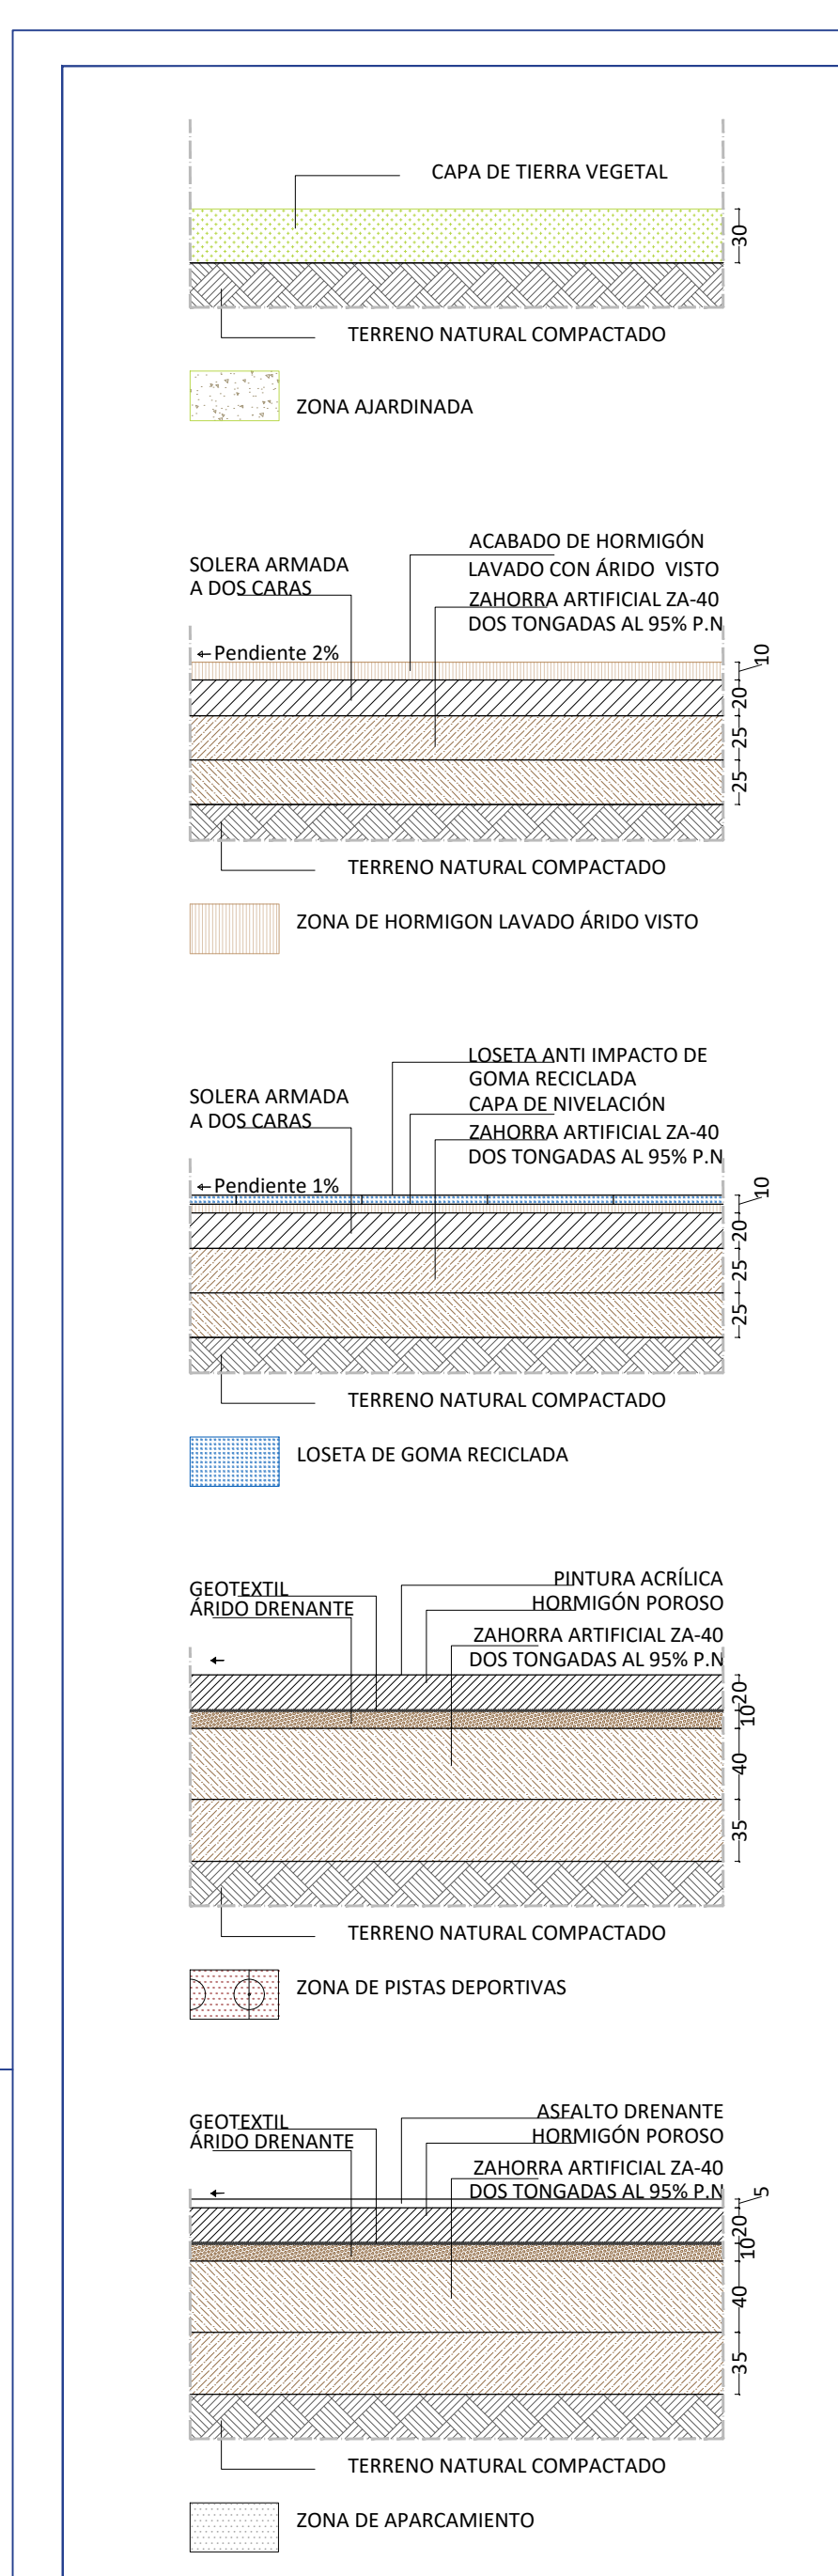 CAPA DE TIERRA VEGETAL
30
TERRENO NATURAL COMPACTADO
ZONA AJARDINADA
ACABADO DE HORMIGÓN
LAVADO CON ÁRIDO VISTO
SOLERA ARMADA
A DOS CARAS
ZAHORRA ARTIFICIAL ZA-40
DOS TONGADAS AL 95% P.N
Pendiente 2%
10
20
25
25
TERRENO NATURAL COMPACTADO
ZONA DE HORMIGON LAVADO ÁRIDO VISTO
LOSETA ANTI IMPACTO DE
GOMA RECICLADA
SOLERA ARMADA
A DOS CARAS
CAPA DE NIVELACIÓN
ZAHORRA ARTIFICIAL ZA-40
DOS TONGADAS AL 95% P.N
Pendiente 1%
10
20
25
25
TERRENO NATURAL COMPACTADO
LOSETA DE GOMA RECICLADA
GEOTEXTIL
ÁRIDO DRENANTE
PINTURA ACRÍLICA
HORMIGÓN POROSO
ZAHORRA ARTIFICIAL ZA-40
DOS TONGADAS AL 95% P.N
20
10
40
35
TERRENO NATURAL COMPACTADO
ZONA DE PISTAS DEPORTIVAS
GEOTEXTIL
ÁRIDO DRENANTE
ASFALTO DRENANTE
HORMIGÓN POROSO
ZAHORRA ARTIFICIAL ZA-40
DOS TONGADAS AL 95% P.N
5
20
10
40
35
TERRENO NATURAL COMPACTADO
ZONA DE APARCAMIENTO